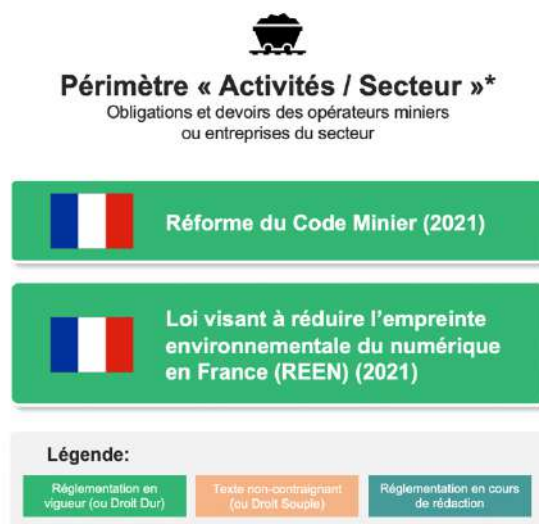 Périmètre « Activités / Secteur »*
Obligations et devoirs des opérateurs miniers
ou entreprises du secteur
Réforme du Code Minier (2021)
Loi visant à réduire l'empreinte
environnementale du numérique
en France (REEN) (2021)
Légende:
Réglementation en
vigueur (ou Droit Dur)
Texte non-contraignant
(ou Droit Souple)
Réglementation en cours
de rédaction